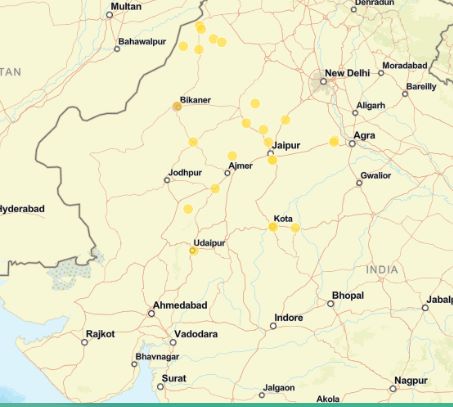 Dehradun
Multan
Bahawalpur
TAN
Moradabad
New Delhi
Bareilly
Bikaner
Aligarh
Agra
Jaipur
Ajmer
Jodhpur
Gwalior
Hyderabad
Kota
Udaipur
INDIA
Bhopal
Ahmedabad
Jabalp
Indore
Rajkot
Vadodara
Bhavnagar
Surat
Nagpur
Jalgaon
Akola